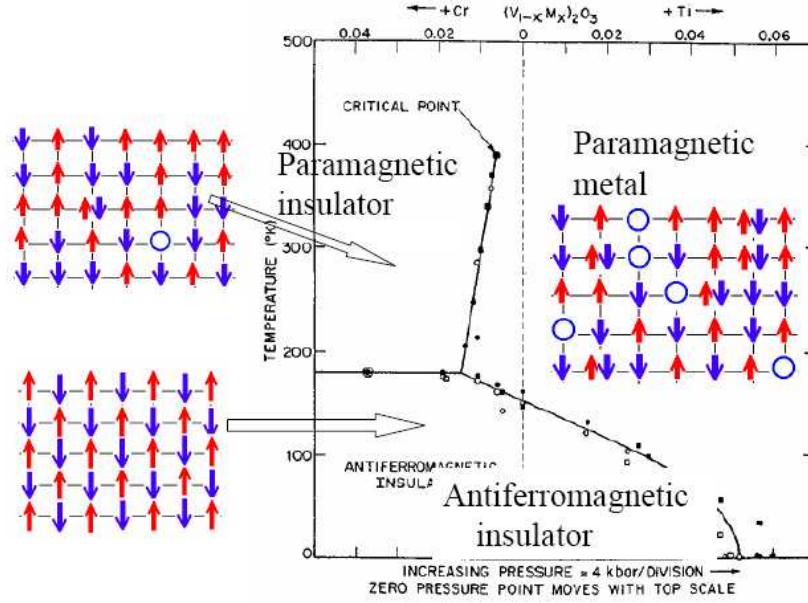 +Cr (V₁₋ₓMₓ)₂O₃ +Ti
0.04 0.02 0 0.02 0.04 0.06
500
400
300
200
100
0
TEMPERATURE (°K)
CRITICAL POINT
Paramagnetic
insulator
Paramagnetic
metal
ANTIFERROMAGNETIC
Antiferromagnetic
insulator
INCREASING PRESSURE ≈ 4 kbar/DIVISION
ZERO PRESSURE POINT MOVES WITH TOP SCALE